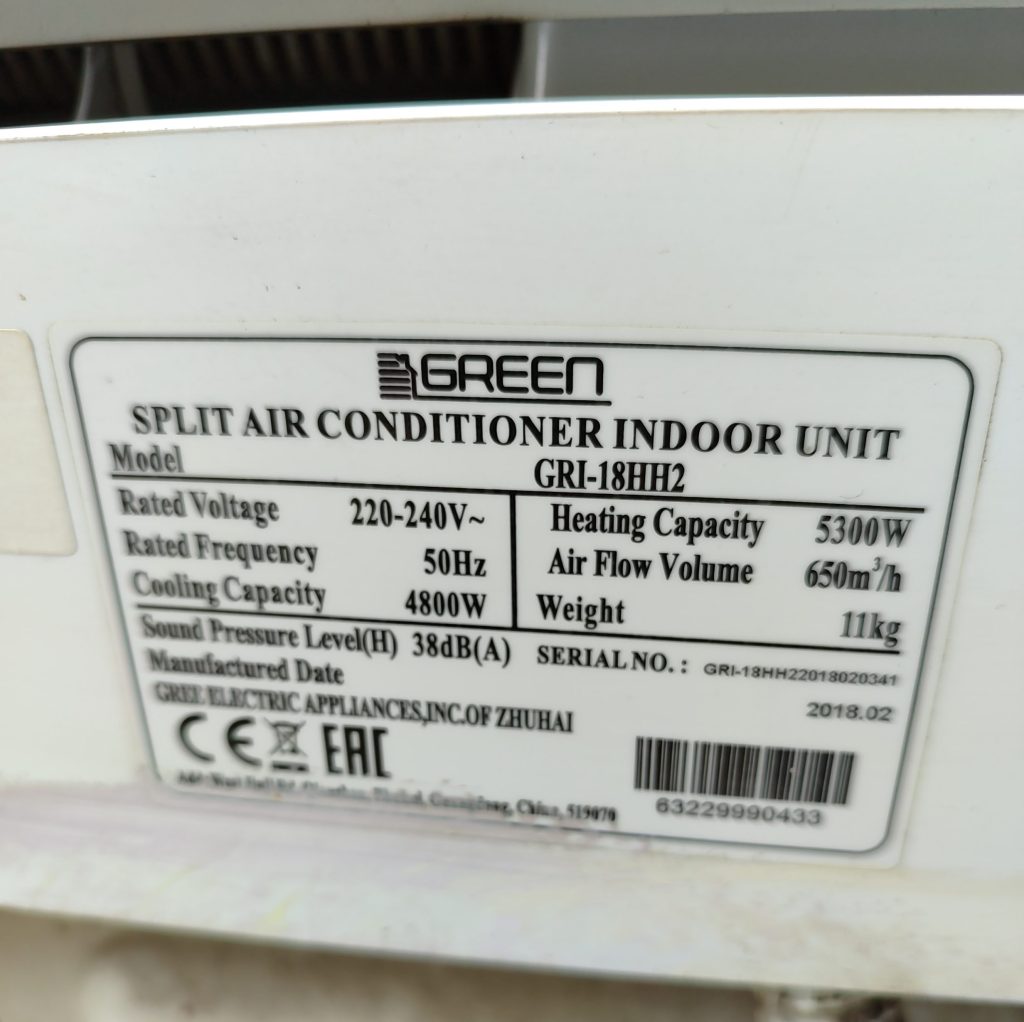 GREEN
SPLIT AIR CONDITIONER INDOOR UNIT
Model GRI-18HH2
Rated Voltage 220-240V~
Rated Frequency 50Hz
Cooling Capacity 4800W
Heating Capacity 5300W
Air Flow Volume 650m³/h
Weight 11kg
Sound Pressure Level(H) 38dB(A)
SERIAL NO. : GRI-18HH22018020341
Manufactured Date 2018.02
GREE ELECTRIC APPLIANCES,INC.OF ZHUHAI
CE EAC
China, 519070
63229990433